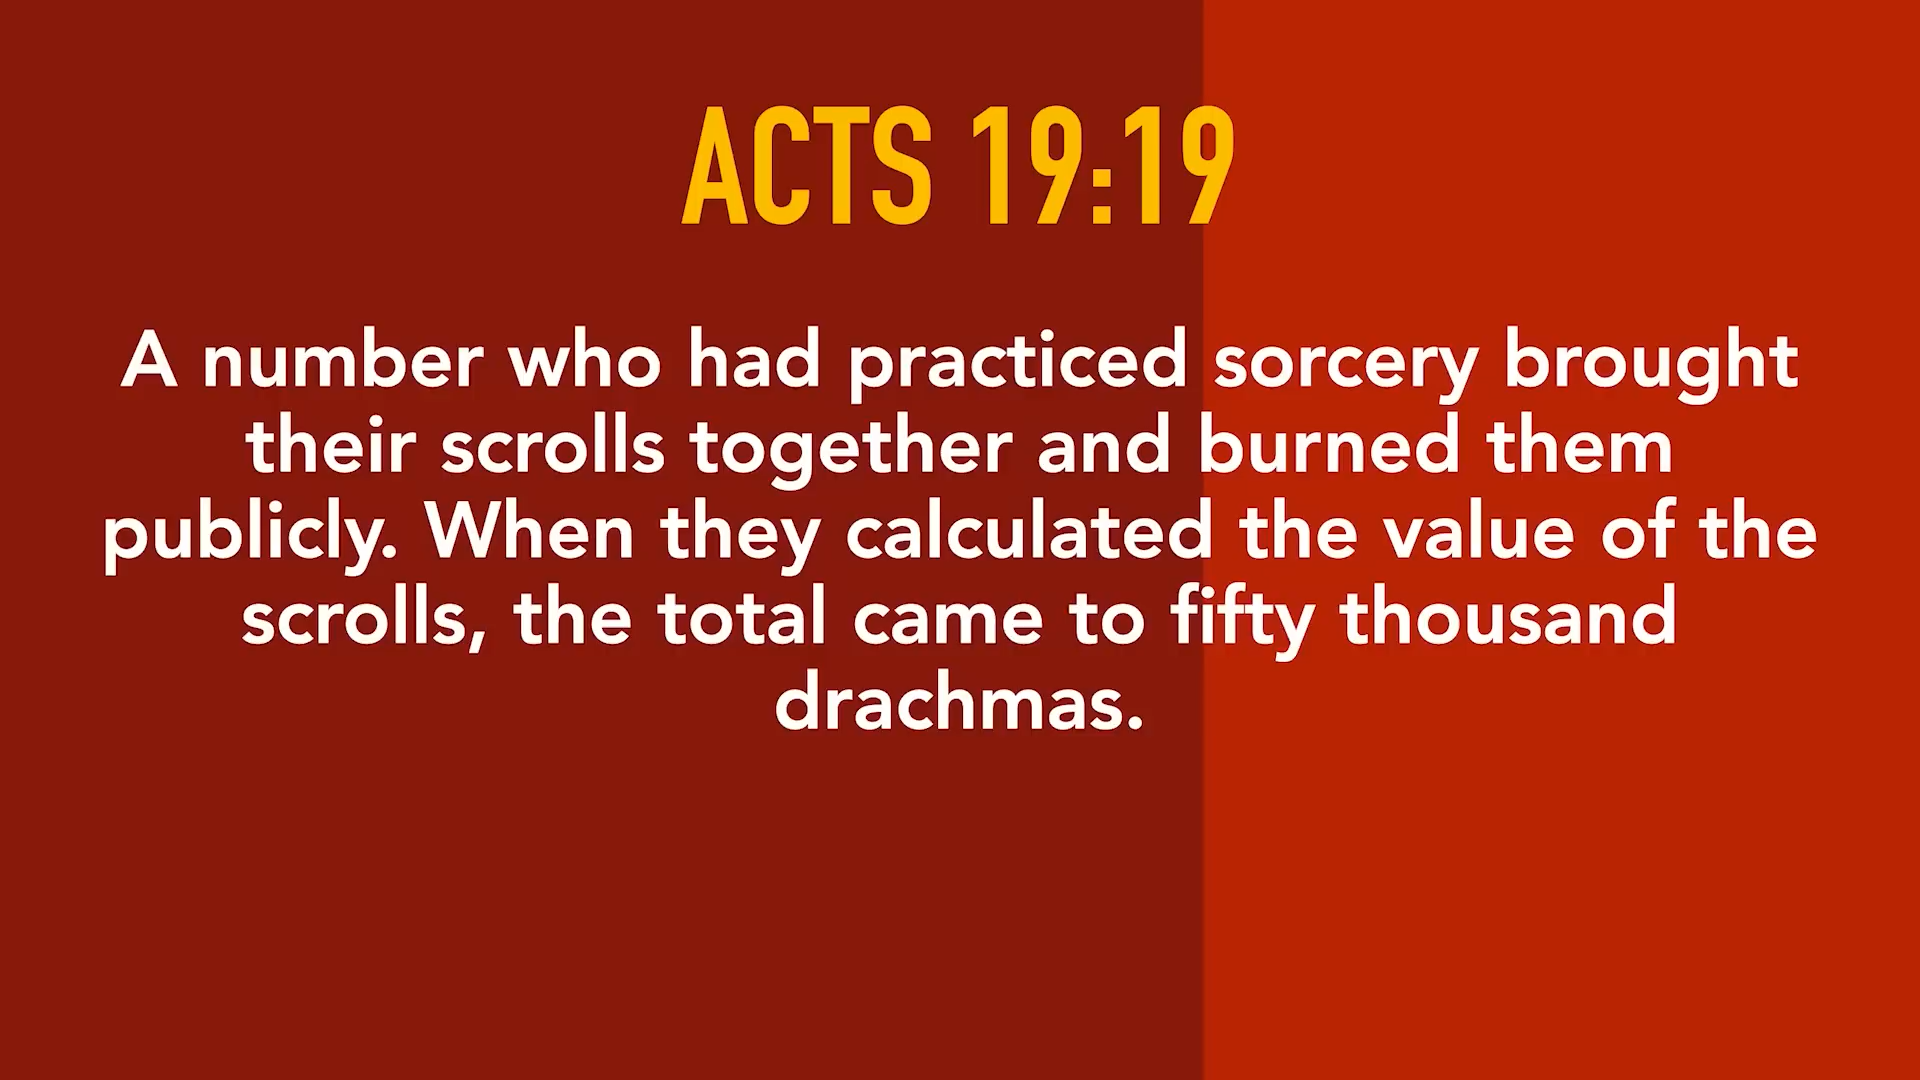 ACTS 19:19
A number who had practiced sorcery brought
their scrolls together and burned them
publicly. When they calculated the value of the
scrolls, the total came to fifty thousand
drachmas.